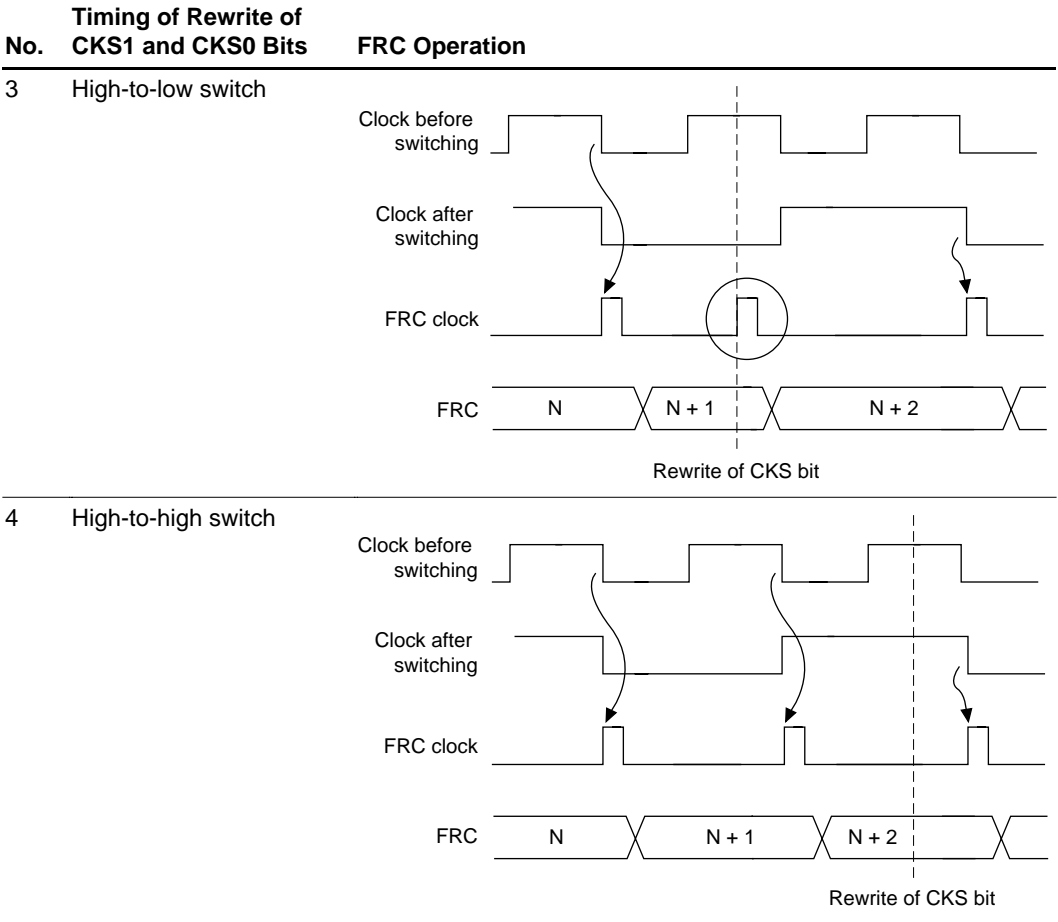 Timing of Rewrite of
No. CKS1 and CKS0 Bits FRC Operation
3 High-to-low switch
Clock before
switching
Clock after
switching
FRC clock
FRC N N + 1 N + 2
Rewrite of CKS bit
4 High-to-high switch
Clock before
switching
Clock after
switching
FRC clock
FRC N N + 1 N + 2
Rewrite of CKS bit